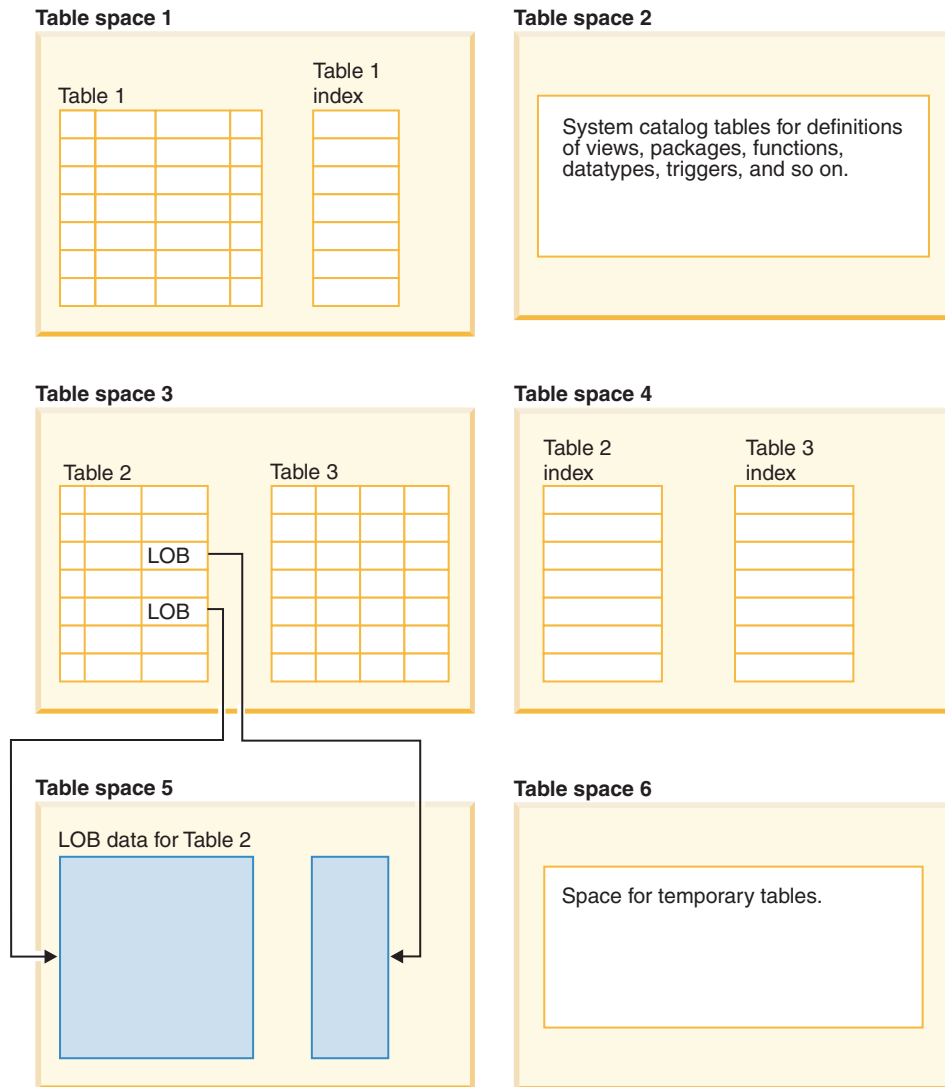 Table space 1
Table 1
Table 1
index
Table space 2
System catalog tables for definitions
of views, packages, functions,
datatypes, triggers, and so on.
Table space 3
Table 2
LOB
LOB
Table 3
Table space 4
Table 2
index
Table 3
index
Table space 5
LOB data for Table 2
Table space 6
Space for temporary tables.